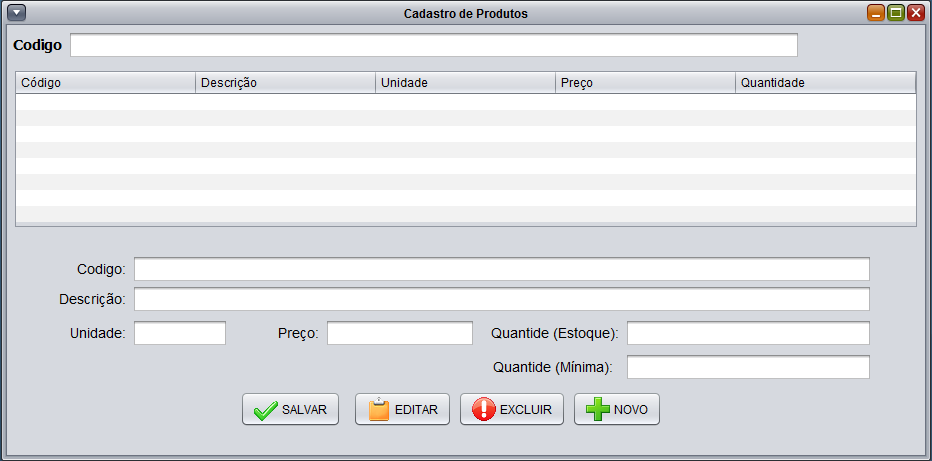 Cadastro de Produtos
Codigo
Código Descrição Unidade Preço Quantidade
Codigo:
Descrição:
Unidade: Preço: Quantide (Estoque):
Quantide (Mínima):
SALVAR EDITAR EXCLUIR NOVO